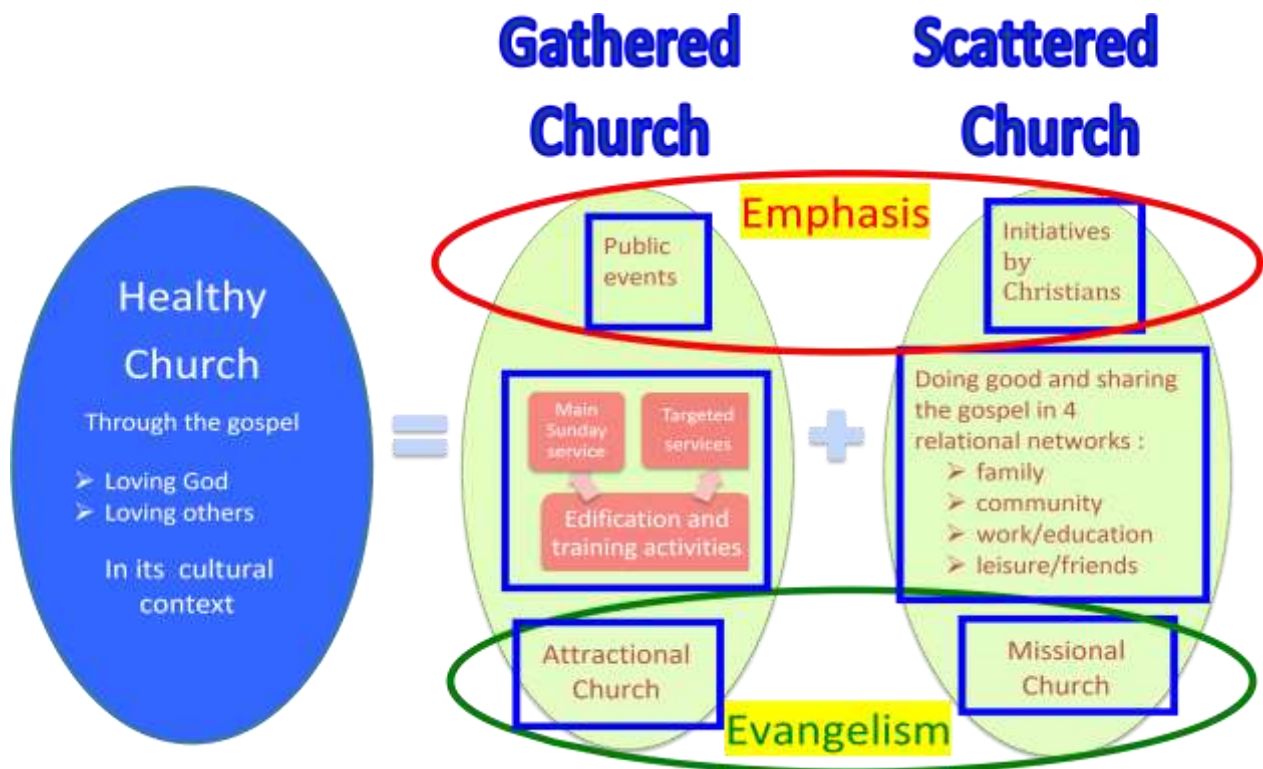 Gathered
Church
Scattered
Church
Healthy
Church
Through the gospel
➢ Loving God
➢ Loving others
In its cultural
context
=
Emphasis
Public
events
Main
Sunday
service
Targeted
services
Edification and
training activities
Attractional
Church
+
Initiatives
by
Christians
Doing good and sharing
the gospel in 4
relational networks :
➢ family
➢ community
➢ work/education
➢ leisure/friends
Missional
Church
Evangelism